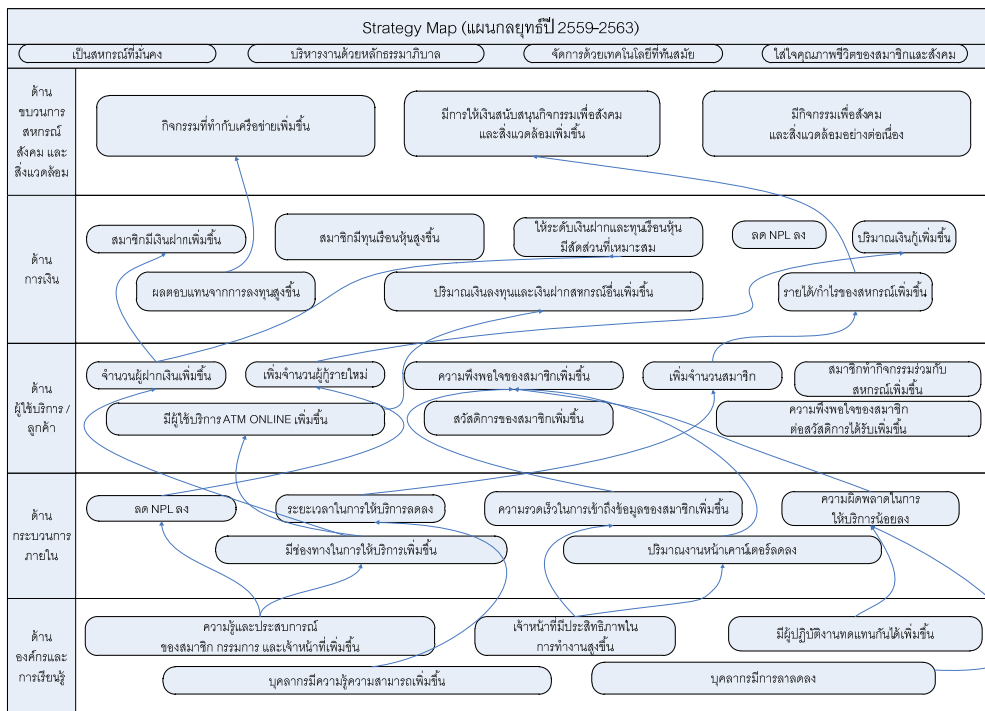 Strategy Map (แผนกลยุทธ์ปี 2559-2563)
เป็นสหกรณ์ที่มั่นคง
บริหารงานด้วยหลักธรรมาภิบาล
จัดการด้วยเทคโนโลยีที่ทันสมัย
ใส่ใจคุณภาพชีวิตของสมาชิกและสังคม
ด้าน
ขบวนการ
สหกรณ์
สังคม และ
สิ่งแวดล้อม
กิจกรรมที่ทำกับเครือข่ายเพิ่มขึ้น
มีการให้เงินสนับสนุนกิจกรรมเพื่อสังคม
และสิ่งแวดล้อมเพิ่มขึ้น
มีกิจกรรมเพื่อสังคม
และสิ่งแวดล้อมอย่างต่อเนื่อง
ด้าน
การเงิน
สมาชิกมีเงินฝากเพิ่มขึ้น
สมาชิกมีทุนเรือนหุ้นสูงขึ้น
ให้ระดับเงินฝากและทุนเรือนหุ้น
มีสัดส่วนที่เหมาะสม
ลด NPL ลง
ปริมาณเงินกู้เพิ่มขึ้น
ผลตอบแทนจากการลงทุนสูงขึ้น
ปริมาณเงินลงทุนและเงินฝากสหกรณ์อื่นเพิ่มขึ้น
รายได้/กำไรของสหกรณ์เพิ่มขึ้น
ด้าน
ผู้ใช้บริการ /
ลูกค้า
จำนวนผู้ฝากเงินเพิ่มขึ้น
เพิ่มจำนวนผู้กู้รายใหม่
ความพึงพอใจของสมาชิกเพิ่มขึ้น
เพิ่มจำนวนสมาชิก
สมาชิกทำกิจกรรมร่วมกับ
สหกรณ์เพิ่มขึ้น
มีผู้ใช้บริการ ATM ONLINE เพิ่มขึ้น
สวัสดิการของสมาชิกเพิ่มขึ้น
ความพึงพอใจของสมาชิก
ต่อสวัสดิการได้รับเพิ่มขึ้น
ด้าน
กระบวนการ
ภายใน
ลด NPL ลง
ระยะเวลาในการให้บริการลดลง
ความรวดเร็วในการเข้าถึงข้อมูลของสมาชิกเพิ่มขึ้น
ความผิดพลาดในการ
ให้บริการน้อยลง
มีช่องทางในการให้บริการเพิ่มขึ้น
ปริมาณงานหน้าเคาน์เตอร์ลดลง
ด้าน
องค์กรและ
การเรียนรู้
ความรู้และประสบการณ์
ของสมาชิก กรรมการ และเจ้าหน้าที่เพิ่มขึ้น
เจ้าหน้าที่มีประสิทธิภาพใน
การทำงานสูงขึ้น
มีผู้ปฏิบัติงานทดแทนกันได้เพิ่มขึ้น
บุคลากรมีความรู้ความสามารถเพิ่มขึ้น
บุคลากรมีการลาลดลง